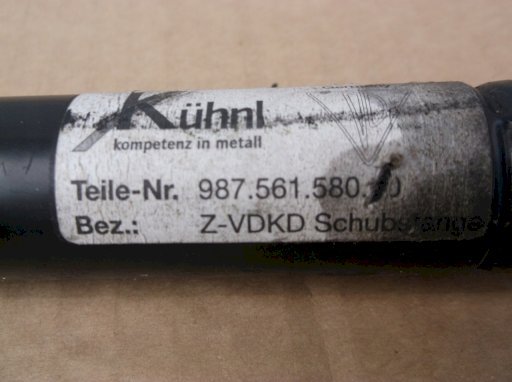 Kühnl
kompetenz in metall
Teile-Nr. 987.561.580.
Bez.: Z-VDKD Schubstange